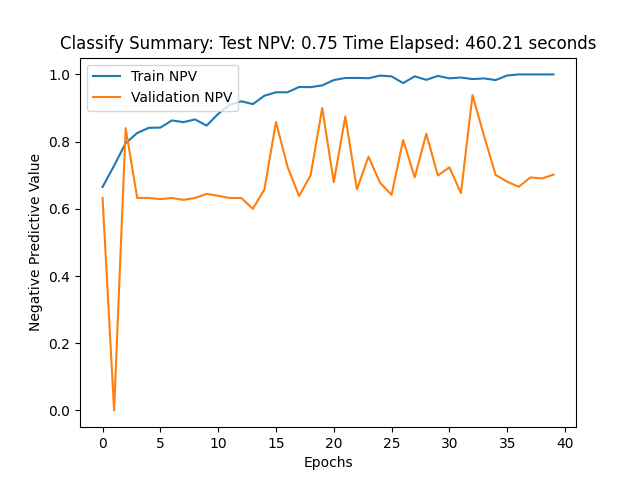 Classify Summary: Test NPV: 0.75 Time Elapsed: 460.21 seconds
Train NPV
Validation NPV
Negative Predictive Value
1.0
0.8
0.6
0.4
0.2
0.0
0 5 10 15 20 25 30 35 40
Epochs